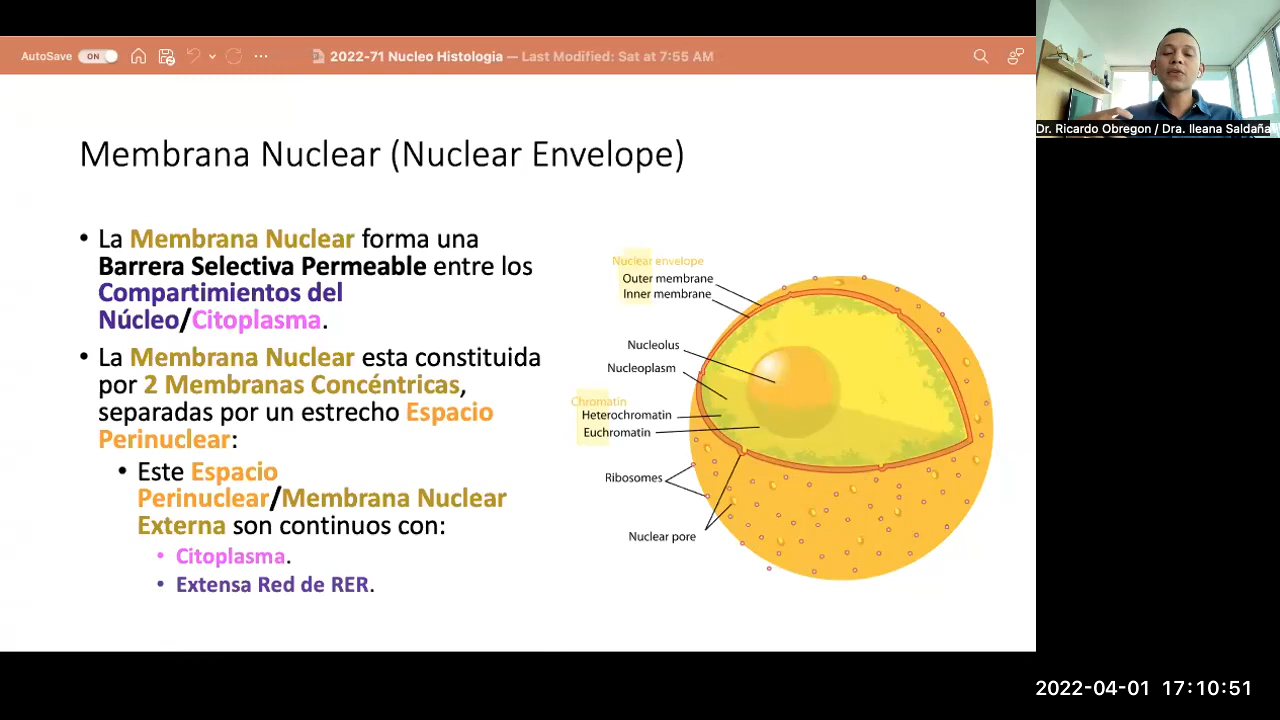 AutoSave ON 2022-71 Nucleo Histologia — Last Modified: Sat at 7:55 AM
Dr. Ricardo Obregon / Dra. Ileana Saldaña
Membrana Nuclear (Nuclear Envelope)
• La Membrana Nuclear forma una
Barrera Selectiva Permeable entre los
Compartimientos del
Núcleo/Citoplasma.
• La Membrana Nuclear esta constituida
por 2 Membranas Concéntricas,
separadas por un estrecho Espacio
Perinuclear:
• Este Espacio
Perinuclear/Membrana Nuclear
Externa son continuos con:
• Citoplasma.
• Extensa Red de RER.
Nuclear envelope
Outer membrane
Inner membrane
Nucleolus
Nucleoplasm
Chromatin
Heterochromatin
Euchromatin
Ribosomes
Nuclear pore
2022-04-01 17:10:51